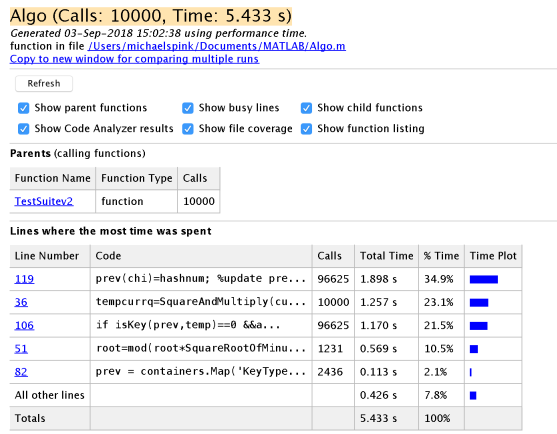 Algo (Calls: 10000, Time: 5.433 s)
Generated 03-Sep-2018 15:02:38 using performance time.
function in file /Users/michaelspink/Documents/MATLAB/Algo.m
Copy to new window for comparing multiple runs
Refresh
Show parent functions Show busy lines Show child functions
Show Code Analyzer results Show file coverage Show function listing
Parents (calling functions)
Function Name Function Type Calls
TestSuitev2 function 10000
Lines where the most time was spent
Line Number Code Calls Total Time % Time Time Plot
119 prev(chi)=hashnum; %update pre... 96625 1.898 s 34.9%
36 tempcurrq=SquareAndMultiply(cu... 10000 1.257 s 23.1%
106 if isKey(prev,temp)==0 &&a... 96625 1.170 s 21.5%
51 root=mod(root*SquareRootOfMinu... 1231 0.569 s 10.5%
82 prev = containers.Map('KeyType... 2436 0.113 s 2.1%
All other lines 0.426 s 7.8%
Totals 5.433 s 100%